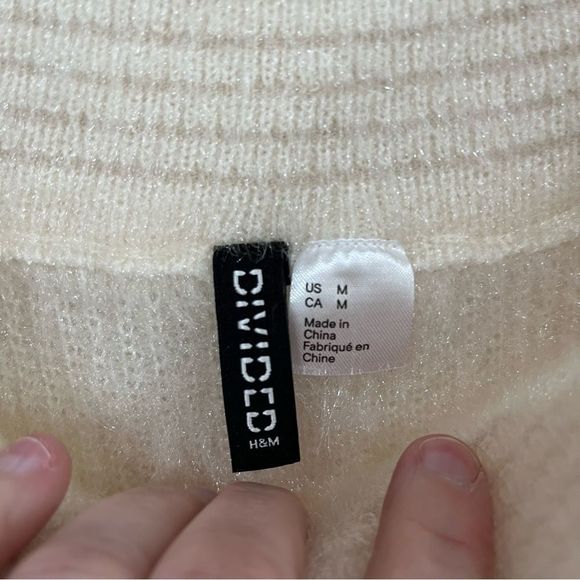 DIVIDED
H&M
US M
CA M
Made in
China
Fabriqué en
Chine